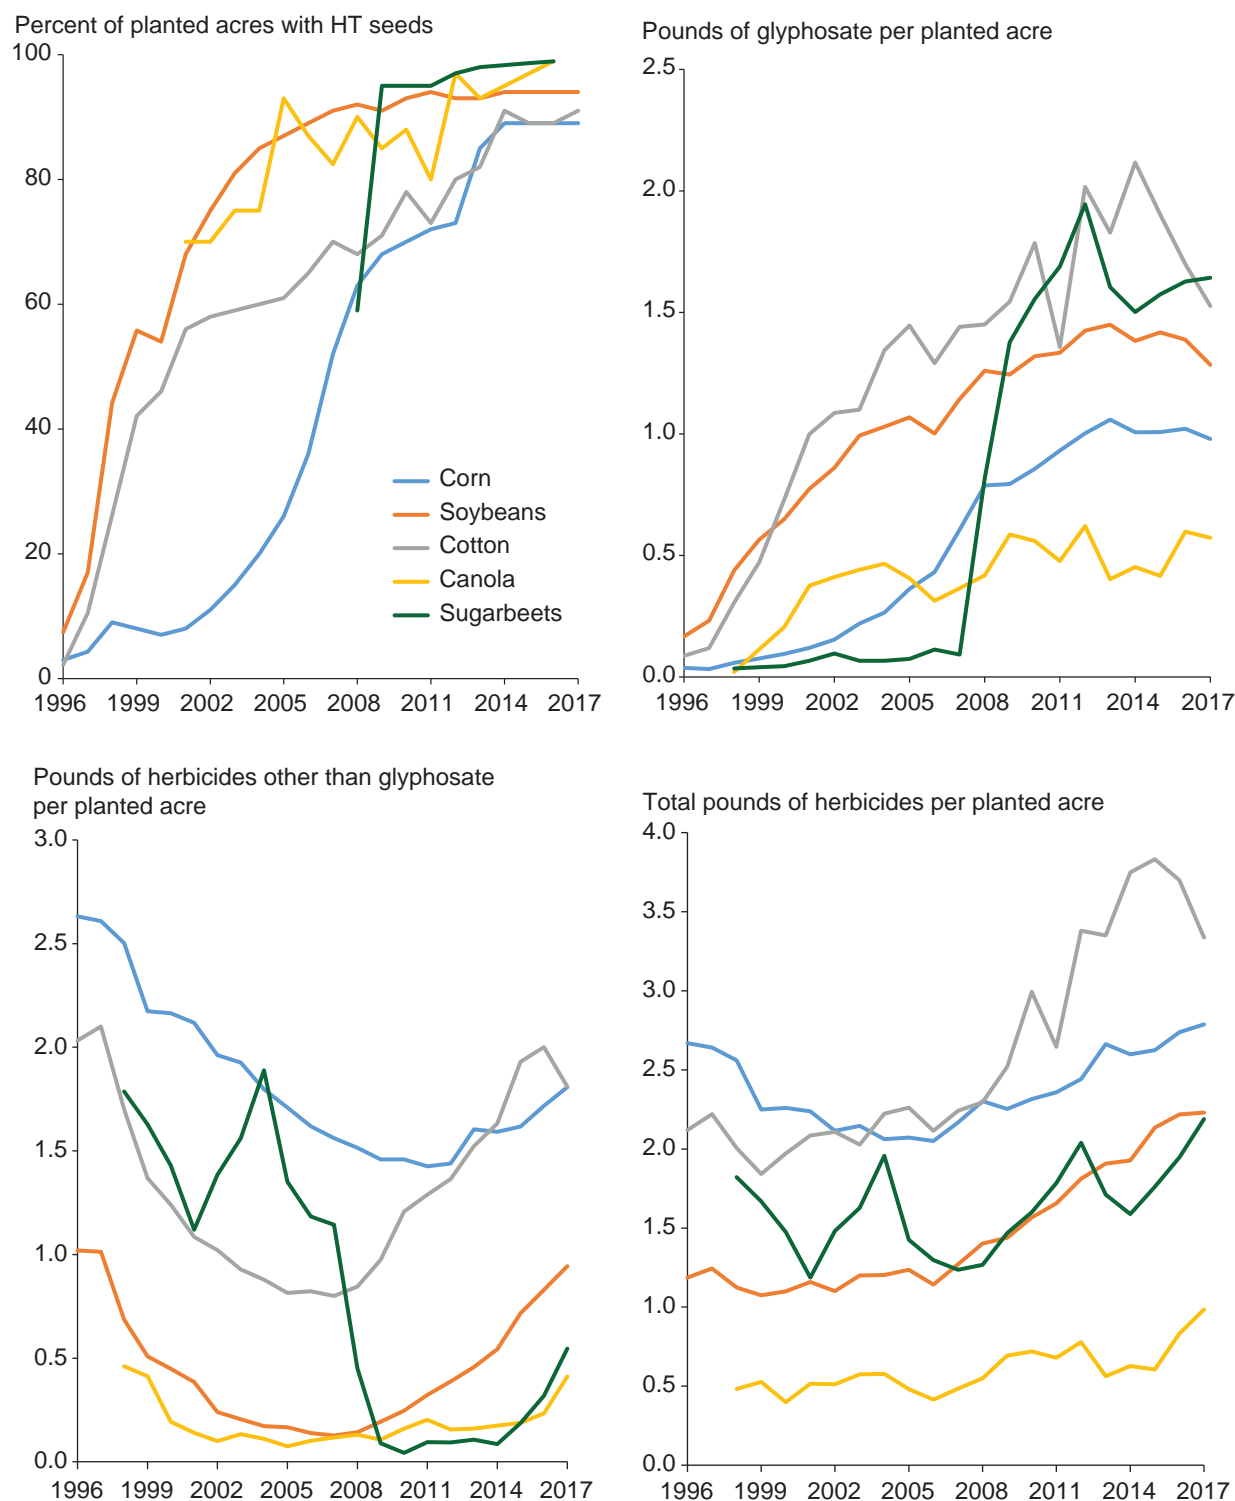 Percent of planted acres with HT seeds
100
80
60
40
20
0
1996 1999 2002 2005 2008 2011 2014 2017
Corn
Soybeans
Cotton
Canola
Sugarbeets
Pounds of glyphosate per planted acre
2.5
2.0
1.5
1.0
0.5
0.0
1996 1999 2002 2005 2008 2011 2014 2017
Pounds of herbicides other than glyphosate
per planted acre
3.0
2.5
2.0
1.5
1.0
0.5
0.0
1996 1999 2002 2005 2008 2011 2014 2017
Total pounds of herbicides per planted acre
4.0
3.5
3.0
2.5
2.0
1.5
1.0
0.5
0.0
1996 1999 2002 2005 2008 2011 2014 2017